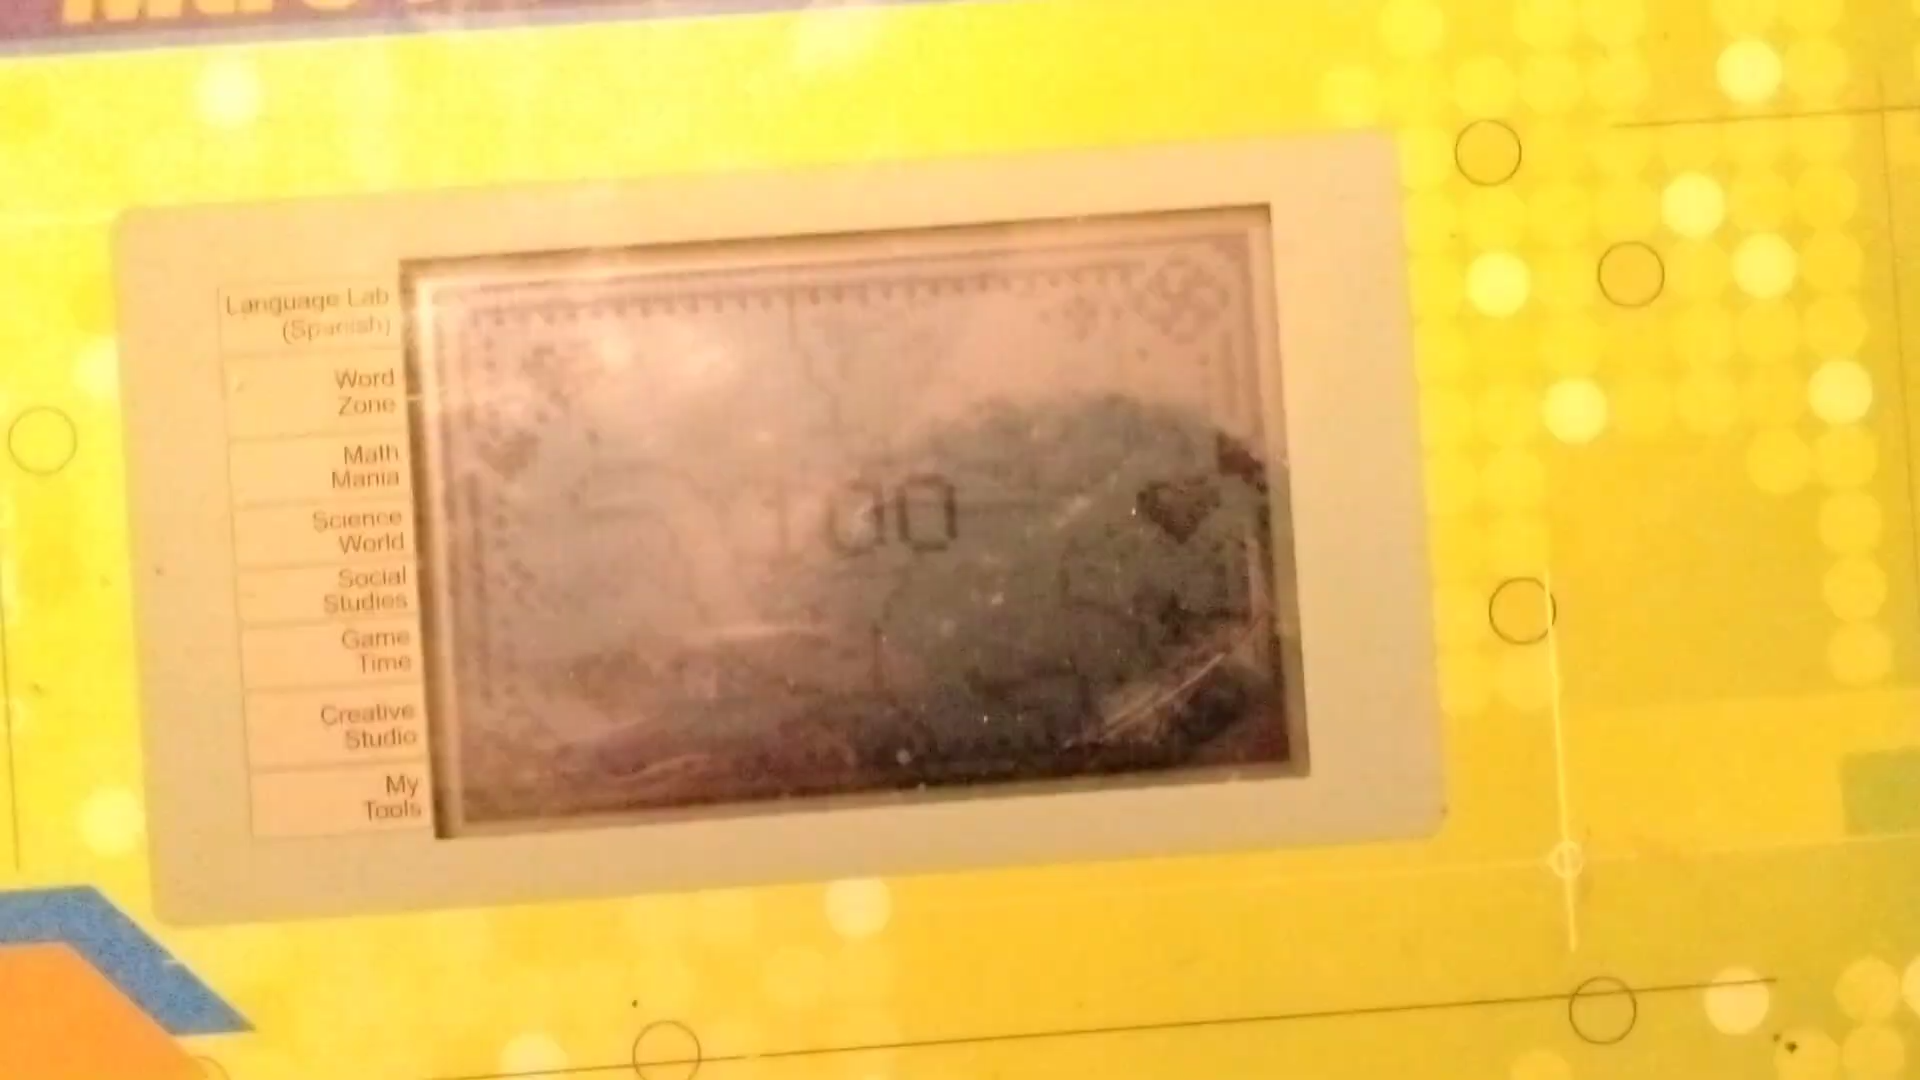 Language Lab
(Spanish)
Word
Zone
Math
Mania
Science
World
Social
Studies
Game
Time
Creative
Studio
My
Tools
100